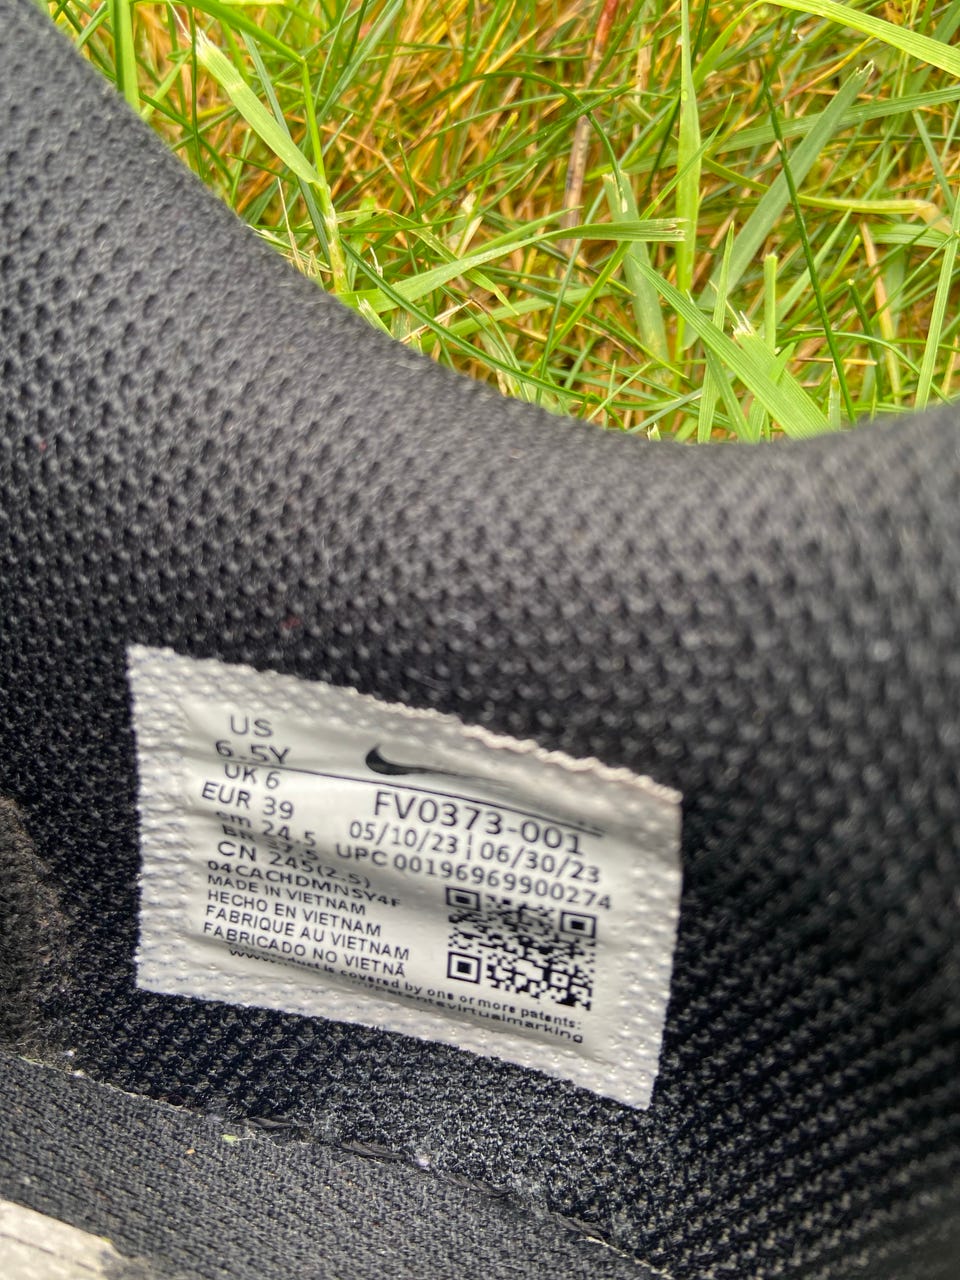 US
6.5Y
UK 6
EUR 39
cm 24.5
BR 37.5
CN 245(2.5)
04CACHDMNSY4F
MADE IN VIETNAM
HECHO EN VIETNAM
FABRIQUE AU VIETNAM
FABRICADO NO VIETNÃ
FV0373-001
05/10/23 | 06/30/23
UPC 00196969900274
product is covered by one or more patents: